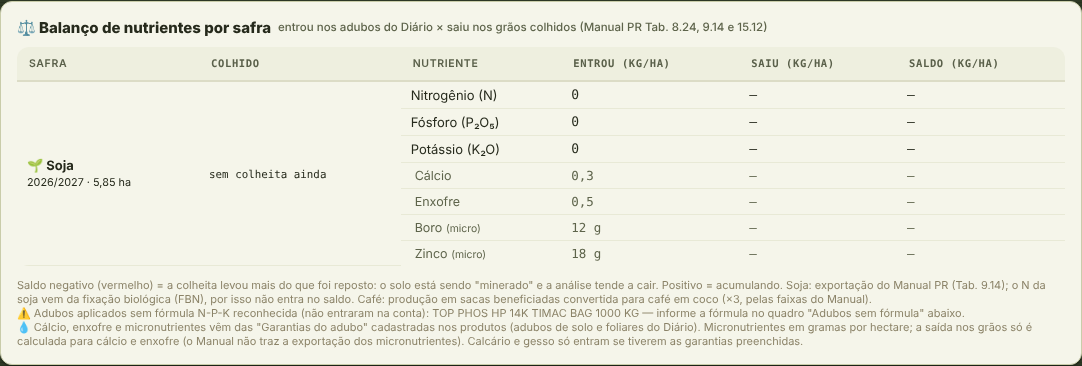 ⚖️ Balanço de nutrientes por safra entrou nos adubos do Diário × saiu nos grãos colhidos (Manual PR Tab. 8.24, 9.14 e 15.12)
SAFRA COLHIDO NUTRIENTE ENTROU (KG/HA) SAIU (KG/HA) SALDO (KG/HA)
🌱 Soja
2026/2027 · 5,85 ha
sem colheita ainda
Nitrogênio (N) 0 — —
Fósforo (P₂O₅) 0 — —
Potássio (K₂O) 0 — —
Cálcio 0,3 — —
Enxofre 0,5 — —
Boro (micro) 12 g — —
Zinco (micro) 18 g — —
Saldo negativo (vermelho) = a colheita levou mais do que foi reposto: o solo está sendo "minerado" e a análise tende a cair. Positivo = acumulando. Soja: exportação do Manual PR (Tab. 9.14); o N da
soja vem da fixação biológica (FBN), por isso não entra no saldo. Café: produção em sacas beneficiadas convertida para café em coco (×3, pelas faixas do Manual).
⚠️ Adubos aplicados sem fórmula N-P-K reconhecida (não entraram na conta): TOP PHOS HP 14K TIMAC BAG 1000 KG — informe a fórmula no quadro "Adubos sem fórmula" abaixo.
💧 Cálcio, enxofre e micronutrientes vêm das "Garantias do adubo" cadastradas nos produtos (adubos de solo e foliares do Diário). Micronutrientes em gramas por hectare; a saída nos grãos só é
calculada para cálcio e enxofre (o Manual não traz a exportação dos micronutrientes). Calcário e gesso só entram se tiverem as garantias preenchidas.